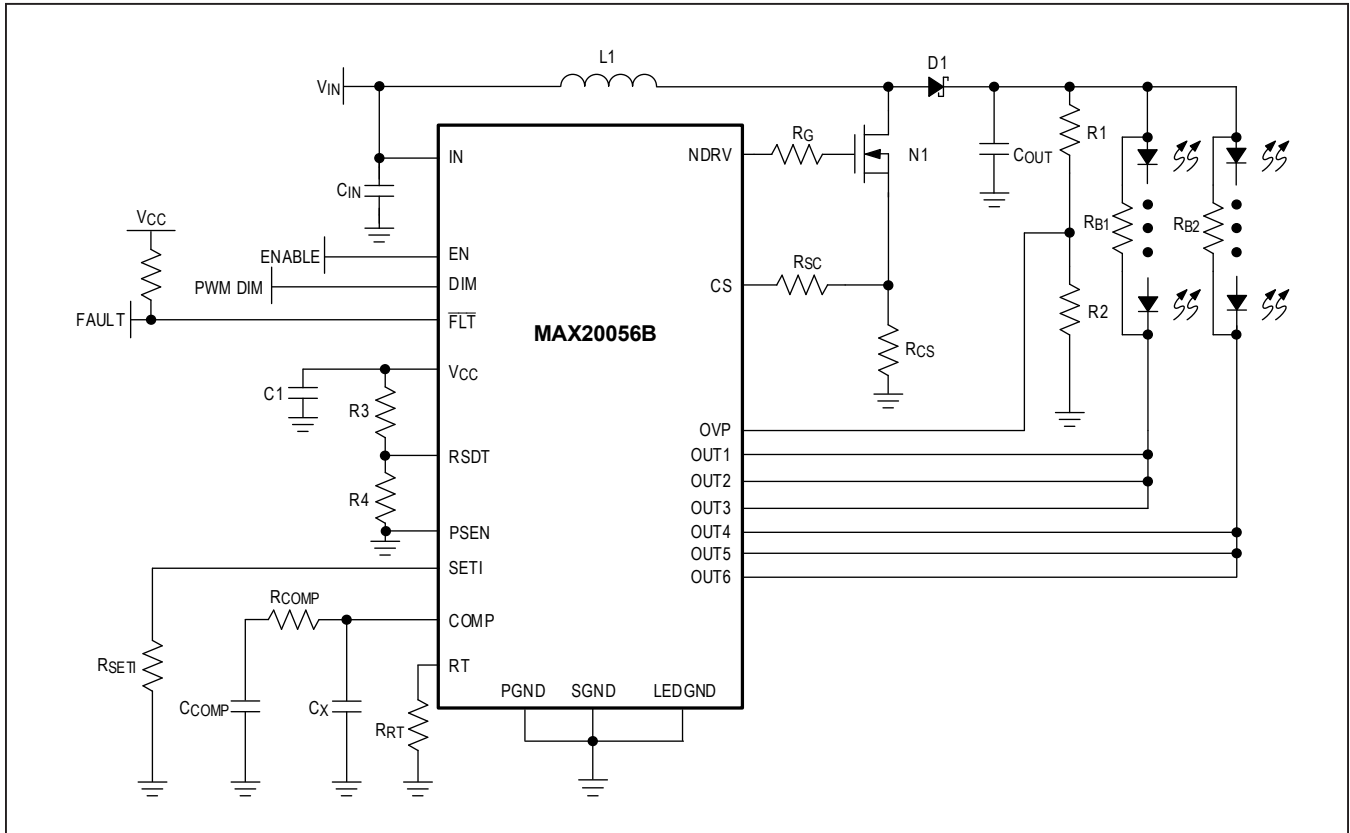 L1
D1
VIN
RG
R1
NDRV
N1
IN
COUT
CIN
RB1
RB2
VCC
ENABLE
EN
RSC
CS
PWM DIM
DIM
FAULT
FLT
R2
MAX20056B
RCS
VCC
C1
R3
OVP
RSDT
OUT1
OUT2
R4
OUT3
PSEN
OUT4
OUT5
SETI
OUT6
RCOMP
COMP
RSETI
RT
PGND
SGND
LEDGND
CCOMP
CX
RRT